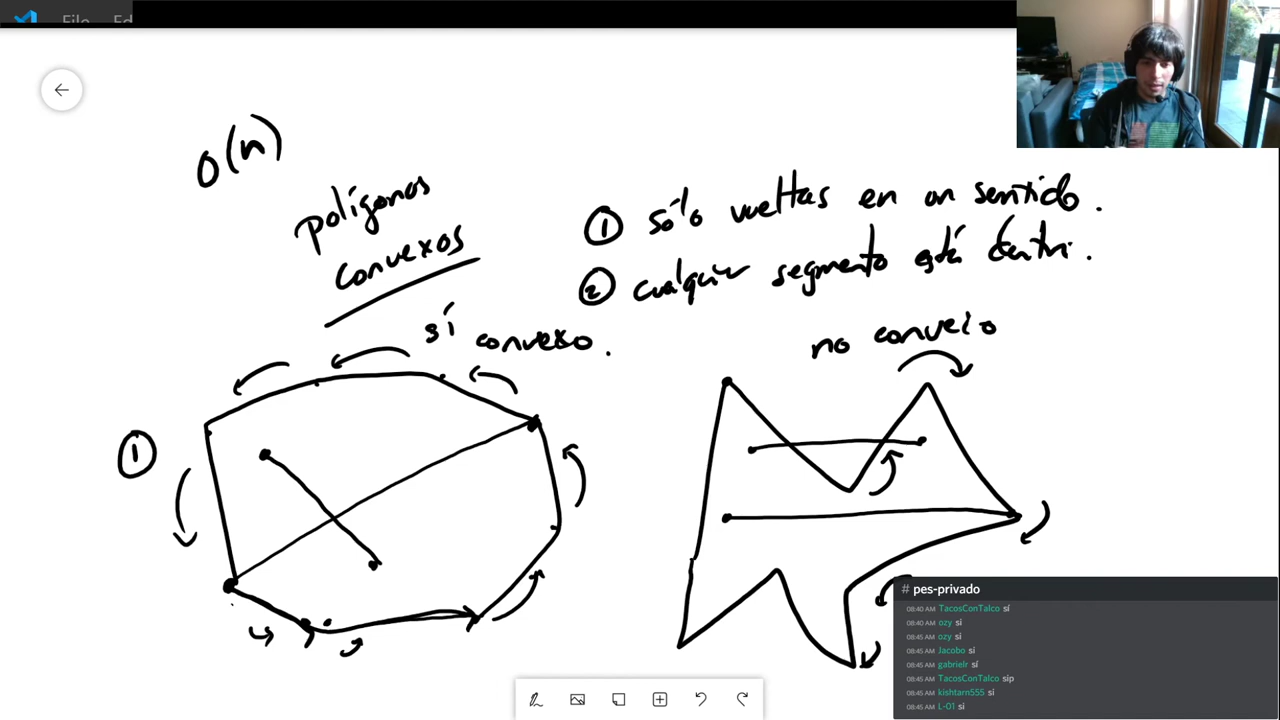 File Ed
O(n)
polígonos
convexos
① sólo vueltas en un sentido.
② cualquier segmento está dentri.
sí convexo.
no convexo
①
# pes-privado
08:40 AM TacosConTalco sí
08:40 AM ozy si
08:45 AM ozy si
08:45 AM Jacobo si
08:45 AM gabrielr sí
08:45 AM TacosConTalco sip
08:45 AM kishtarn555 si
08:45 AM L-01 si